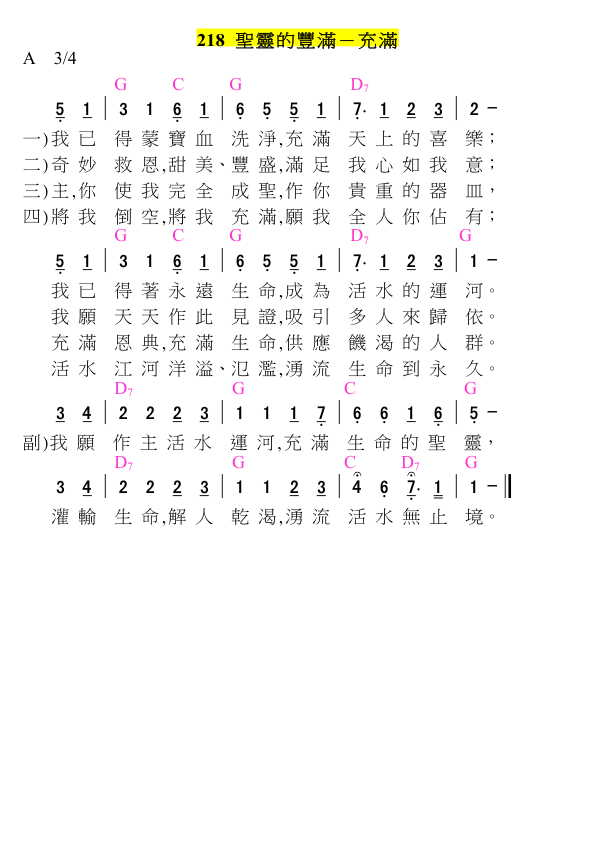 218 聖靈的豐滿－充滿
A 3/4
G C G D7
5 1 | 3 1 6 1 | 6 5 5 1 | 7· 1 2 3 | 2 －
一)我已 得蒙寶血 洗淨,充滿 天上的喜 樂；
二)奇妙 救恩,甜美、豐盛,滿足 我心如我 意；
三)主,你 使我完全 成聖,作你 貴重的器 皿，
四)將我 倒空,將我 充滿,願我 全人你佔 有；
G C G D7 G
5 1 | 3 1 6 1 | 6 5 5 1 | 7· 1 2 3 | 1 －
我已 得著永遠 生命,成為 活水的運 河。
我願 天天作此 見證,吸引 多人來歸 依。
充滿 恩典,充滿 生命,供應 饑渴的人 群。
活水 江河洋溢、氾濫,湧流 生命到永 久。
D7 G C G
3 4 | 2 2 2 3 | 1 1 1 7 | 6 6 1 6 | 5 －
副)我願 作主活水 運河,充滿 生命的聖 靈，
D7 G C D7 G
3 4 | 2 2 2 3 | 1 1 2 3 | 4 6 7· 1 | 1 －
灌輸 生命,解人 乾渴,湧流 活水無止 境。